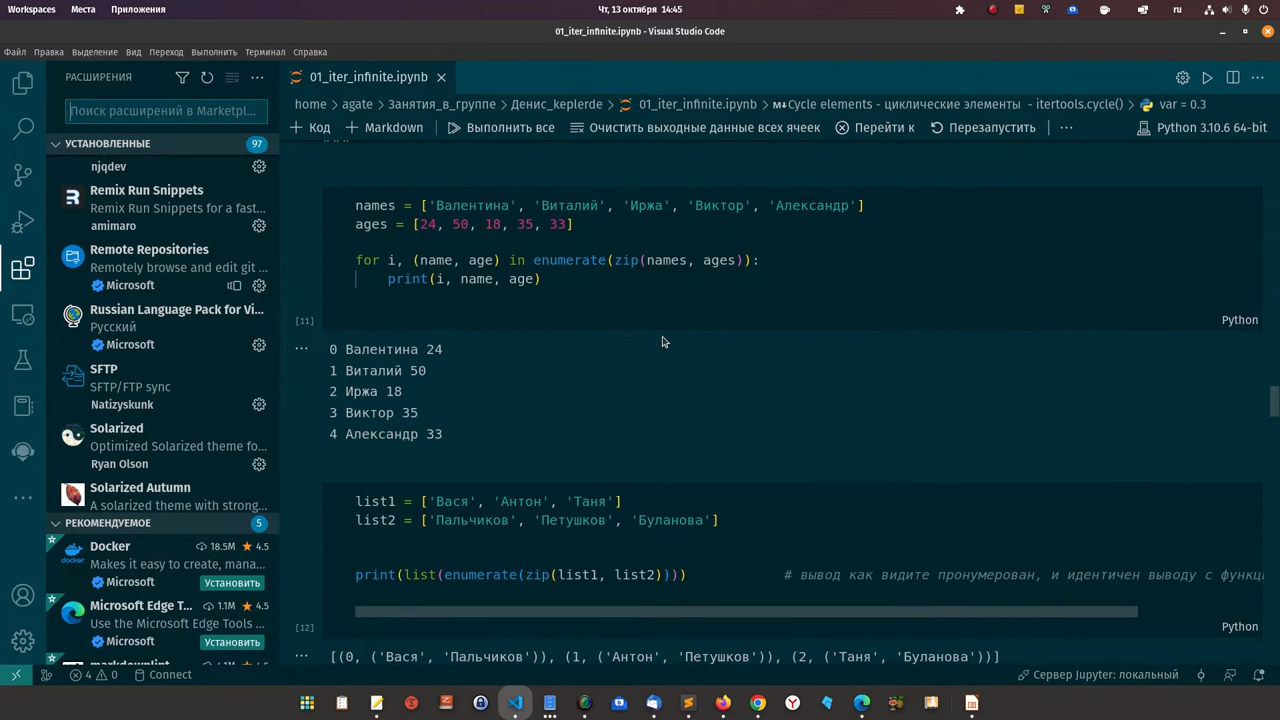 Workspaces Места Приложения Чт, 13 октября 14:45 ru
01_iter_infinite.ipynb - Visual Studio Code
Файл Правка Выделение Вид Переход Выполнить Терминал Справка
РАСШИРЕНИЯ
Поиск расширений в Marketpl...
УСТАНОВЛЕННЫЕ 97
njqdev
Remix Run Snippets
Remix Run Snippets for a fast...
amimaro
Remote Repositories
Remotely browse and edit git ...
Microsoft
Russian Language Pack for Vi...
Русский
Microsoft
SFTP
SFTP/FTP sync
Natizyskunk
Solarized
Optimized Solarized theme fo...
Ryan Olson
Solarized Autumn
A solarized theme with strong...
РЕКОМЕНДУЕМОЕ 5
Docker 18.5M 4.5
Makes it easy to create, mana...
Microsoft Установить
Microsoft Edge T... 1.1M 4.5
Use the Microsoft Edge Tools ...
Microsoft Установить
01_iter_infinite.ipynb
home > agate > Занятия_в_группе > Денис_keplerde > 01_iter_infinite.ipynb > Cycle elements - циклические элементы - itertools.cycle() > var = 0.3
Код Markdown Выполнить все Очистить выходные данные всех ячеек Перейти к Перезапустить ... Python 3.10.6 64-bit
"""
names = ['Валентина', 'Виталий', 'Иржа', 'Виктор', 'Александр']
ages = [24, 50, 18, 35, 33]
for i, (name, age) in enumerate(zip(names, ages)):
print(i, name, age)
[11] Python
0 Валентина 24
1 Виталий 50
2 Иржа 18
3 Виктор 35
4 Александр 33
list1 = ['Вася', 'Антон', 'Таня']
list2 = ['Пальчиков', 'Петушков', 'Буланова']
print(list(enumerate(zip(list1, list2)))) # вывод как видите пронумерован, и идентичен выводу с функц
[12] Python
[(0, ('Вася', 'Пальчиков')), (1, ('Антон', 'Петушков')), (2, ('Таня', 'Буланова'))]
4 0 Connect Сервер Jupyter: локальный